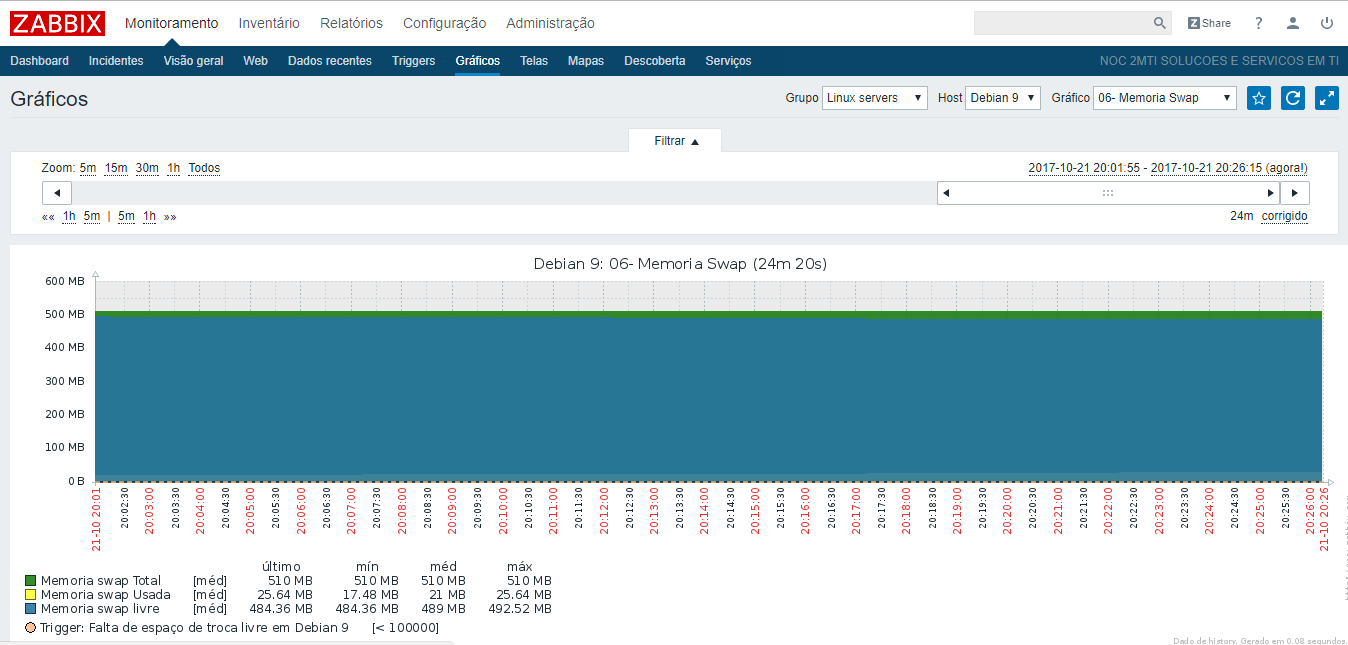 ZABBIX Monitoramento Inventário Relatórios Configuração Administração Z Share ?
Dashboard Incidentes Visão geral Web Dados recentes Triggers Gráficos Telas Mapas Descoberta Serviços NOC 2MTI SOLUCOES E SERVICOS EM TI
Gráficos Grupo Linux servers Host Debian 9 Gráfico 06- Memoria Swap
Filtrar
Zoom: 5m 15m 30m 1h Todos 2017-10-21 20:01:55 - 2017-10-21 20:26:15 (agora!)
«« 1h 5m | 5m 1h »» 24m corrigido
Debian 9: 06- Memoria Swap (24m 20s)
600 MB
500 MB
400 MB
300 MB
200 MB
100 MB
0 B
21-10 20:01 20:02:30 20:03:00 20:03:30 20:04:00 20:04:30 20:05:00 20:05:30 20:06:00 20:06:30 20:07:00 20:07:30 20:08:00 20:08:30 20:09:00 20:09:30 20:10:00 20:10:30 20:11:00 20:11:30 20:12:00 20:12:30 20:13:00 20:13:30 20:14:00 20:14:30 20:15:00 20:15:30 20:16:00 20:16:30 20:17:00 20:17:30 20:18:00 20:18:30 20:19:00 20:19:30 20:20:00 20:20:30 20:21:00 20:21:30 20:22:00 20:22:30 20:23:00 20:23:30 20:24:00 20:24:30 20:25:00 20:25:30 20:26:00 21-10 20:26
último mín méd máx
Memoria swap Total [méd] 510 MB 510 MB 510 MB 510 MB
Memoria swap Usada [méd] 25.64 MB 17.48 MB 21 MB 25.64 MB
Memoria swap livre [méd] 484.36 MB 484.36 MB 489 MB 492.52 MB
Trigger: Falta de espaço de troca livre em Debian 9 [< 100000]
Dado de history. Gerado em 0.08 segundos.